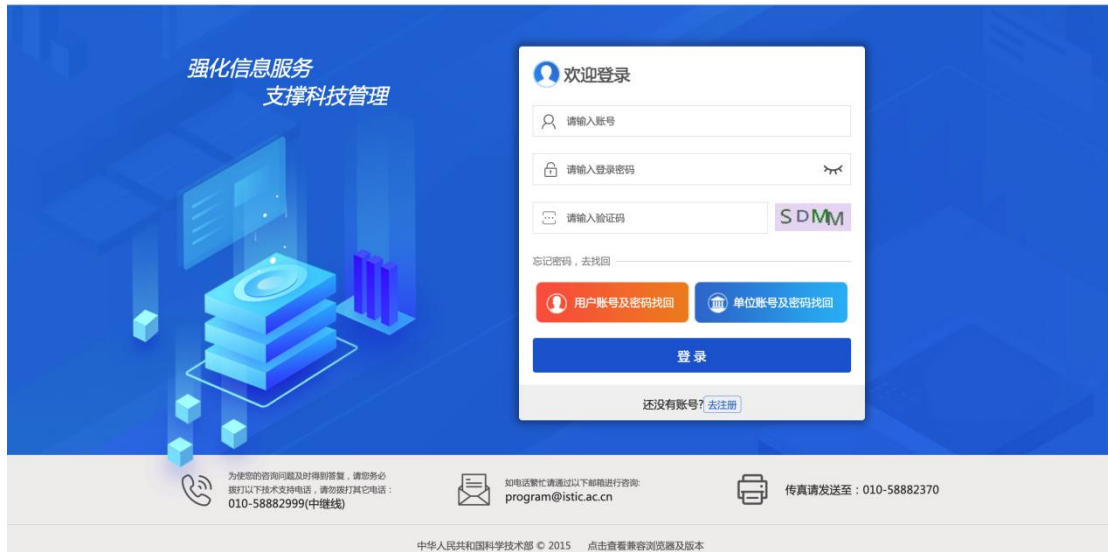 强化信息服务
支撑科技管理
欢迎登录
请输入账号
请输入登录密码
请输入验证码
SDMM
忘记密码，去找回
用户账号及密码找回
单位账号及密码找回
登录
还没有账号?去注册
为使您的咨询问题及时得到答复，请您务必
拨打以下技术支持电话，请勿拨打其它电话：
010-58882999(中继线)
如电话繁忙请通过以下邮箱进行咨询:
program@istic.ac.cn
传真请发送至：010-58882370
中华人民共和国科学技术部 © 2015 点击查看兼容浏览器及版本